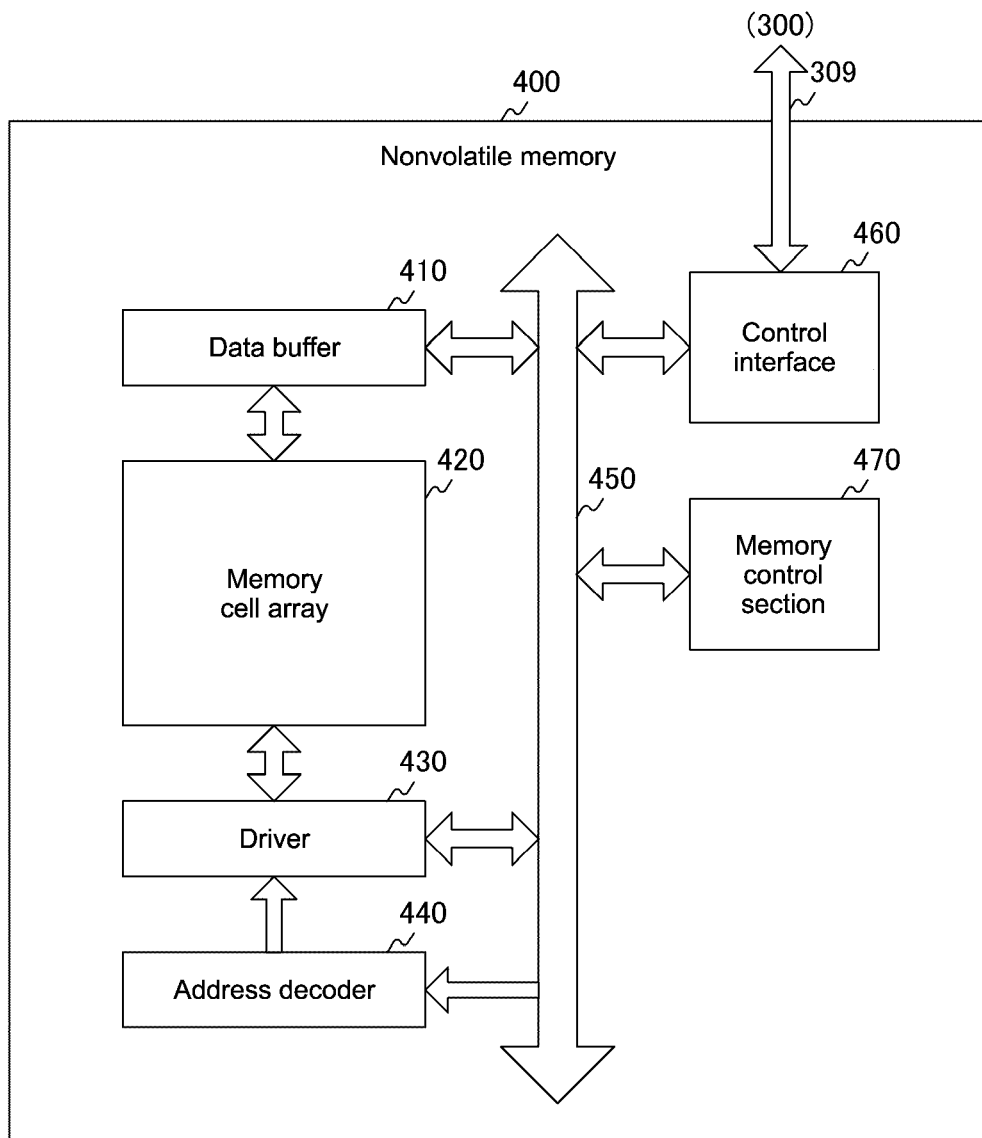 (300)
309
400
Nonvolatile memory
460
410
Data buffer
Control
interface
420
450
470
Memory
cell array
Memory
control
section
430
Driver
440
Address decoder